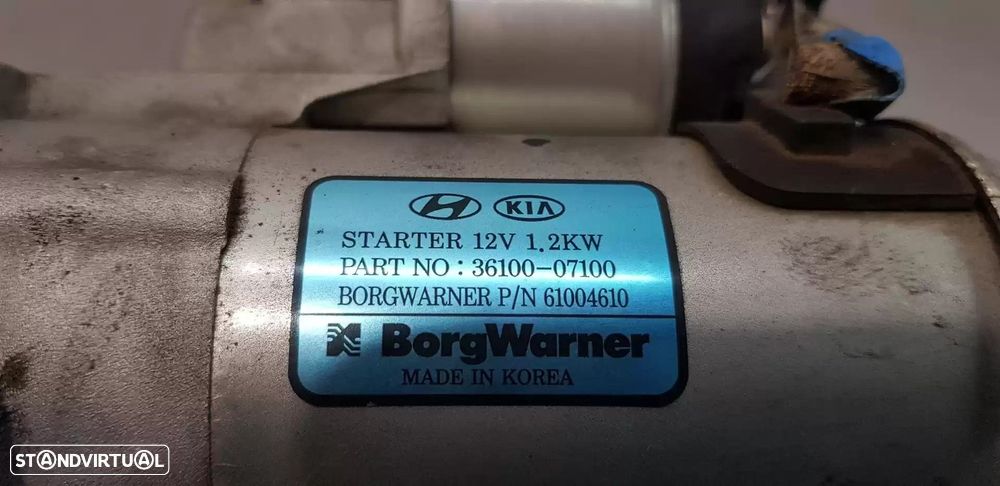 KIA
STARTER 12V 1.2KW
PART NO : 36100-07100
BORGWARNER P/N 61004610
BorgWarner
MADE IN KOREA
STANDVIRTUAL